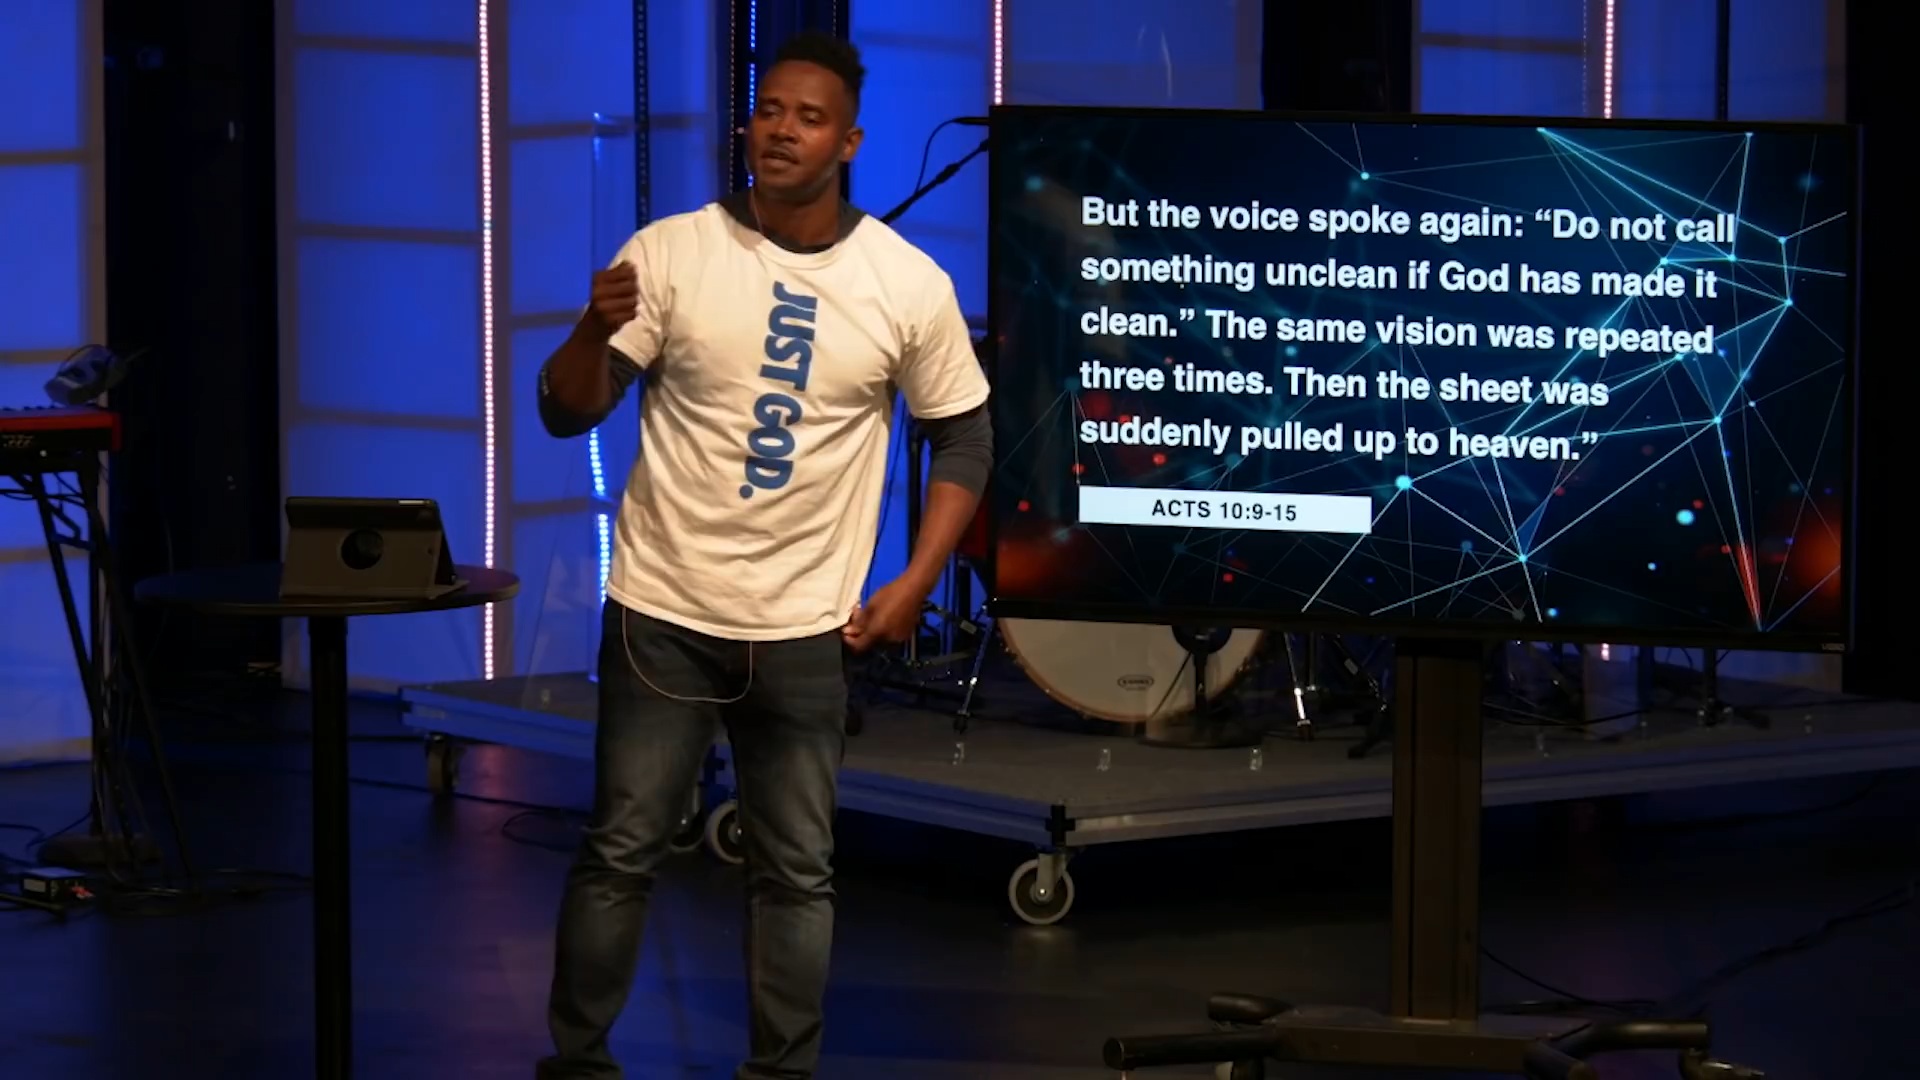 JUST GOD.
But the voice spoke again: “Do not call
something unclean if God has made it
clean.” The same vision was repeated
three times. Then the sheet was
suddenly pulled up to heaven.”
ACTS 10:9-15
VIZIO